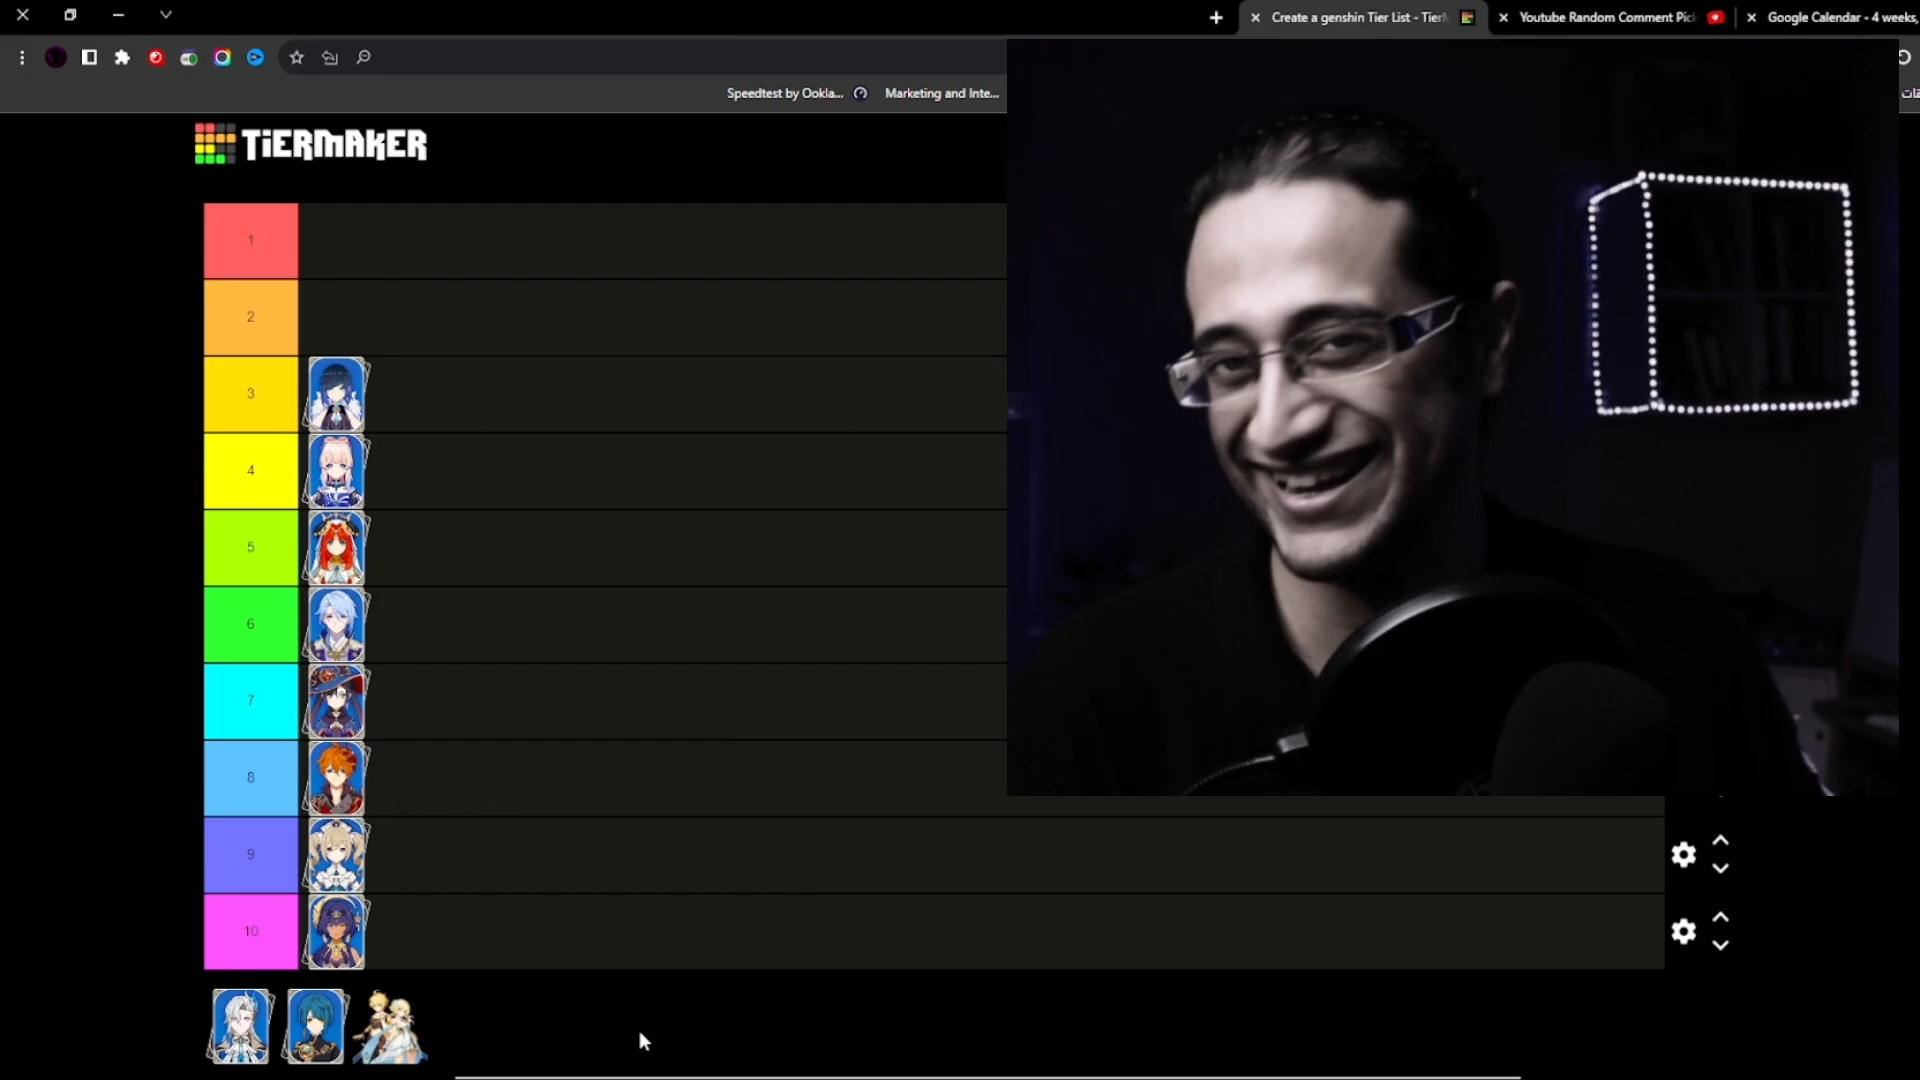 Create a genshin Tier List - Tier
Youtube Random Comment Pic
Google Calendar - 4 weeks,
Speedtest by Ookla...
Marketing and Inte...
TIERMAKER
1
2
3
4
5
6
7
8
9
10